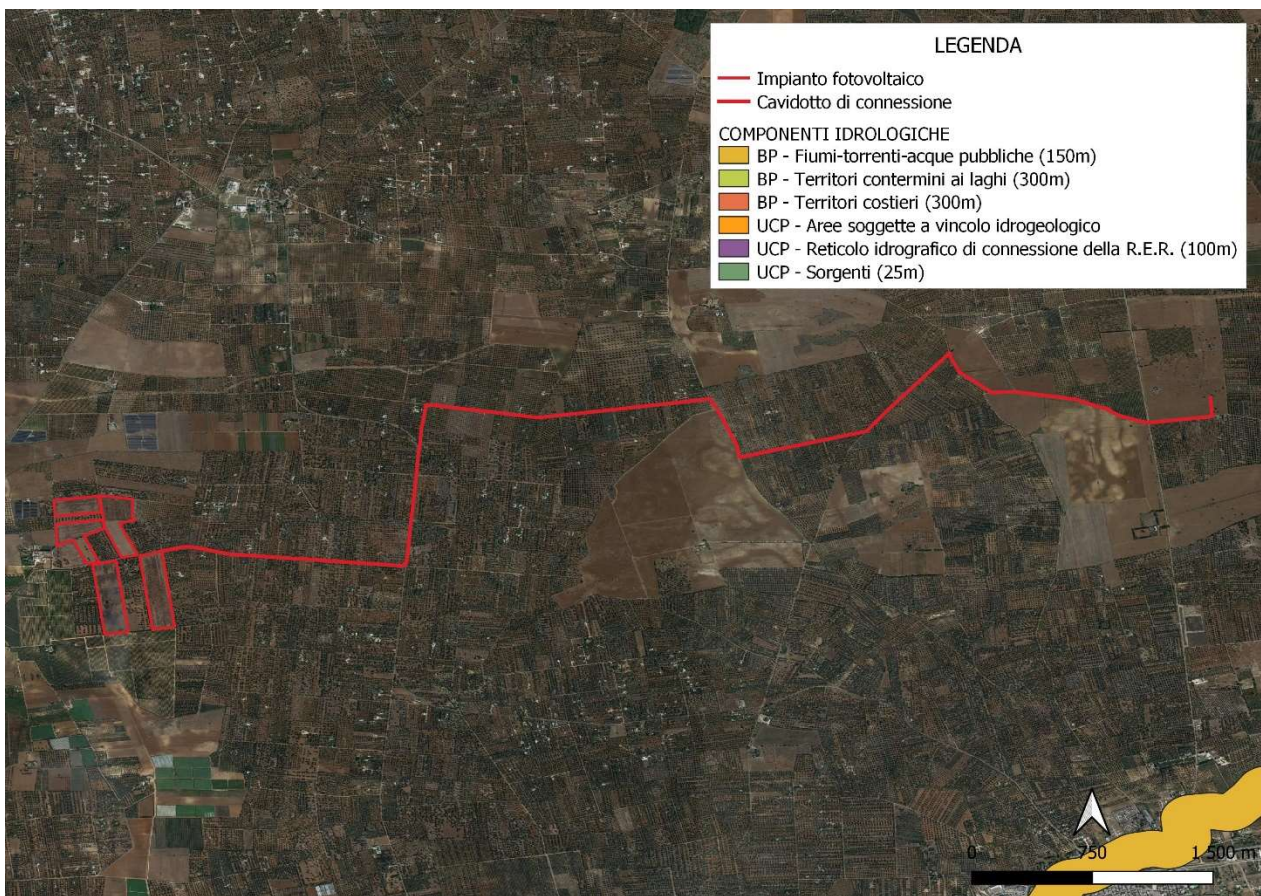 LEGENDA
Impianto fotovoltaico
Cavidotto di connessione
COMPONENTI IDROLOGICHE
BP - Fiumi-torrenti-acque pubbliche (150m)
BP - Territori contermini ai laghi (300m)
BP - Territori costieri (300m)
UCP - Aree soggette a vincolo idrogeologico
UCP - Reticolo idrografico di connessione della R.E.R. (100m)
UCP - Sorgenti (25m)
0 750 1.500 m